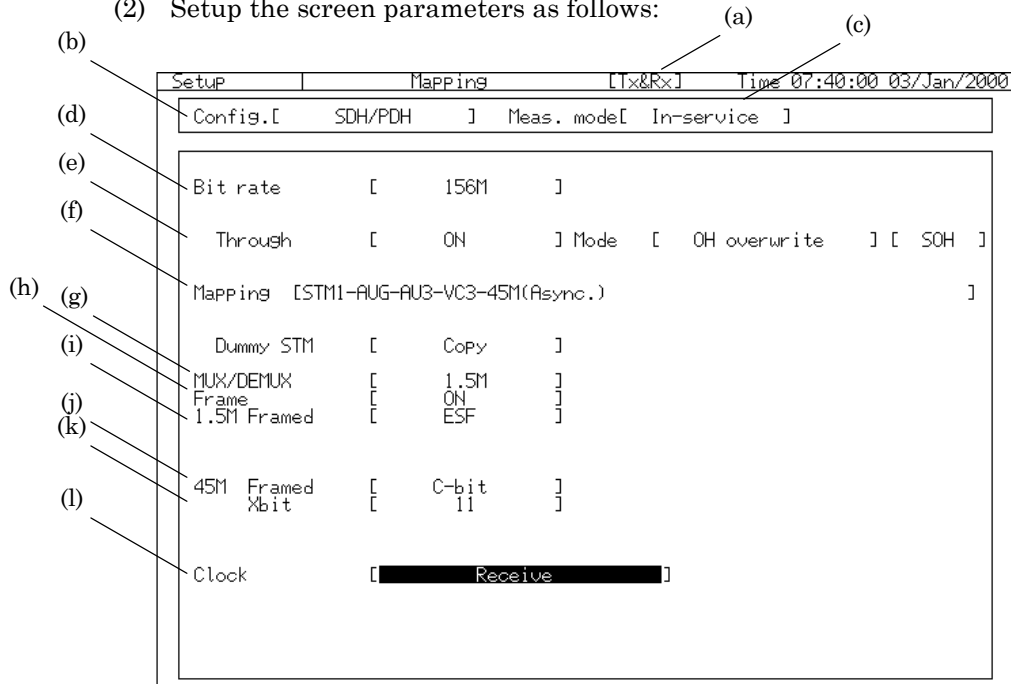 (2) Setup the screen parameters as follows:
(a)
(b)
(c)
Setup Mapping [Tx&Rx] Time 07:40:00 03/Jan/2000
Config.[ SDH/PDH ] Meas. mode[ In-service ]
(d)
(e)
Bit rate [ 156M ]
(f)
Through [ ON ] Mode [ OH overwrite ] [ SOH ]
(h)
(g)
Mapping [STM1-AUG-AU3-VC3-45M(Async.) ]
(i)
Dummy STM [ Copy ]
MUX/DEMUX [ 1.5M ]
Frame [ ON ]
(j)
1.5M Framed [ ESF ]
(k)
45M Framed [ C-bit ]
Xbit [ 11 ]
(l)
Clock [ Receive ]